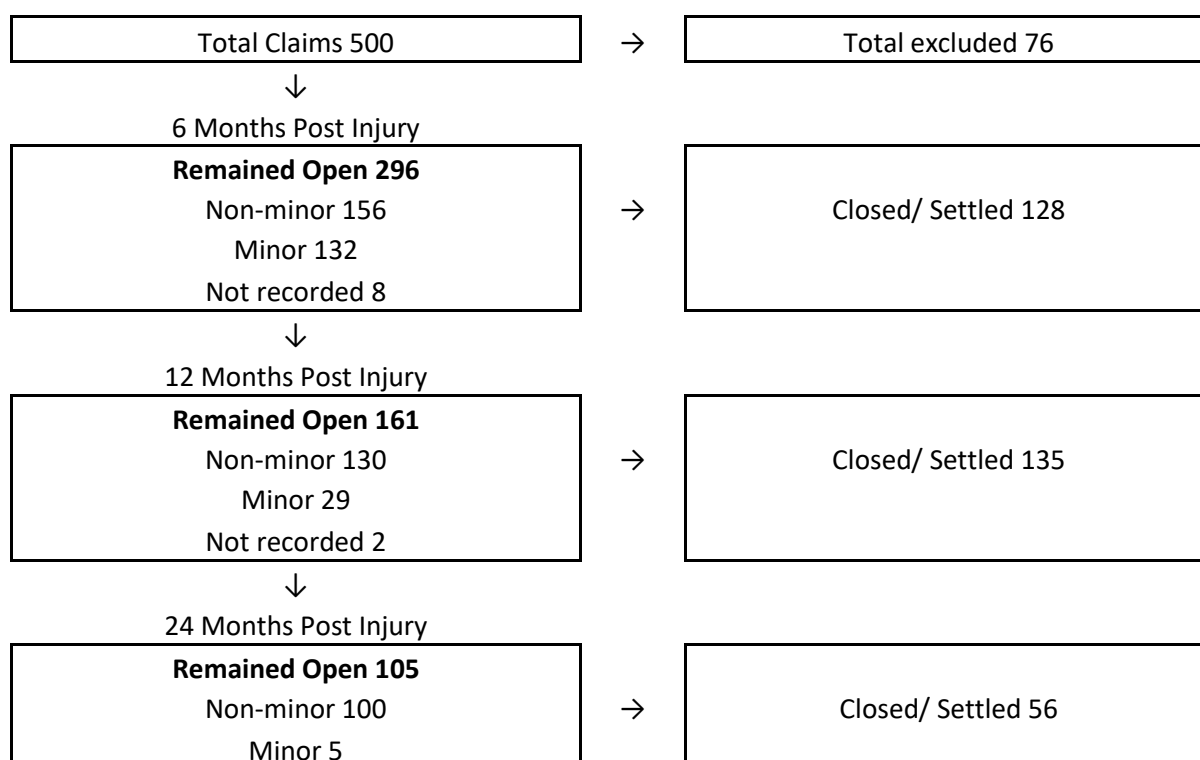 Total Claims 500 → Total excluded 76
↓
6 Months Post Injury
Remained Open 296
Non-minor 156 → Closed/ Settled 128
Minor 132
Not recorded 8
↓
12 Months Post Injury
Remained Open 161
Non-minor 130 → Closed/ Settled 135
Minor 29
Not recorded 2
↓
24 Months Post Injury
Remained Open 105
Non-minor 100 → Closed/ Settled 56
Minor 5